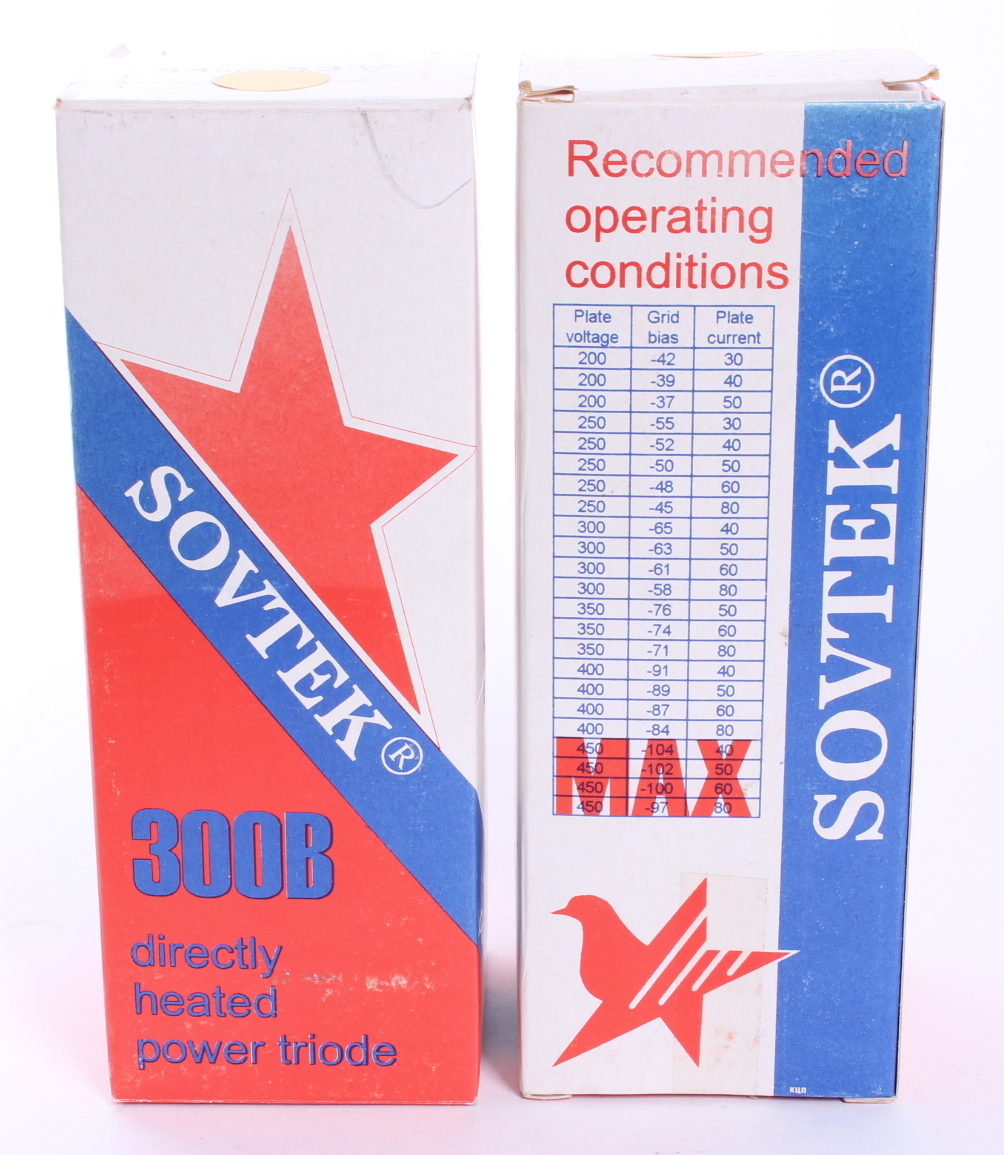 SOVTEK®
300B
directly
heated
power triode
Recommended
operating
conditions
Plate voltage Grid bias Plate current
200 -42 30
200 -39 40
200 -37 50
250 -55 30
250 -52 40
250 -50 50
250 -48 60
250 -45 80
300 -65 40
300 -63 50
300 -61 60
300 -58 80
350 -76 50
350 -74 60
350 -71 80
400 -91 40
400 -89 50
400 -87 60
400 -84 80
450 -104 40
450 -102 50
450 -100 60
450 -97 80
MAX
SOVTEK®
кцп